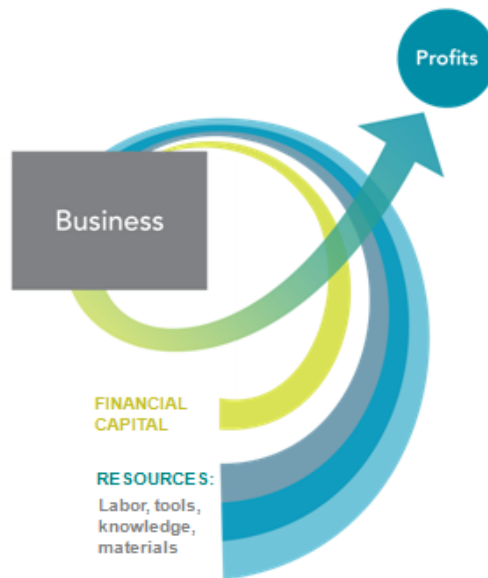 Profits
Business
FINANCIAL
CAPITAL
RESOURCES:
Labor, tools,
knowledge,
materials